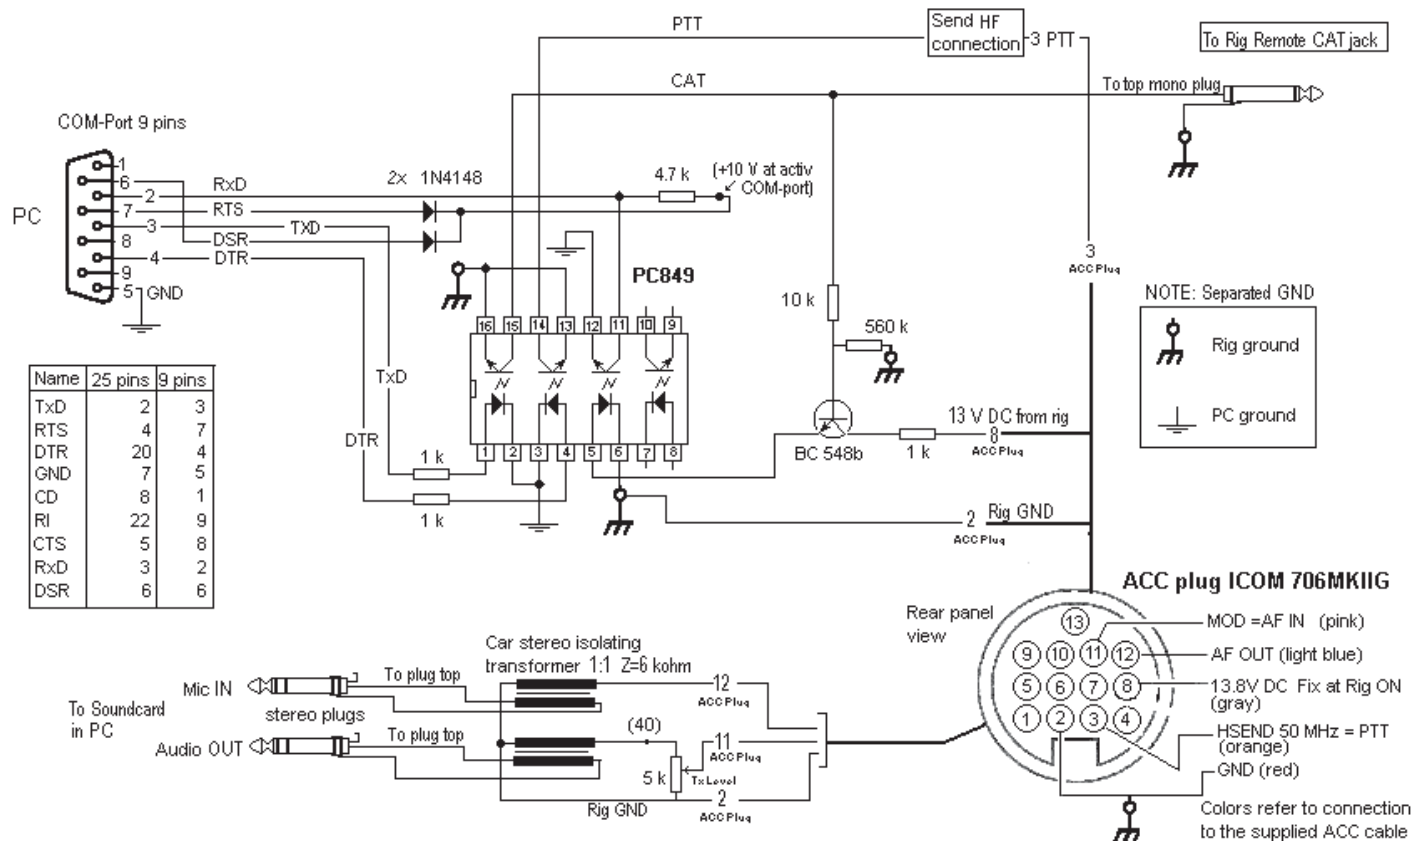 PTT
Send HF
connection
3 PTT
To Rig Remote CAT jack
CAT
To top mono plug
COM-Port 9 pins
PC
1
6
2
7
3
8
4
9
5
RxD
RTS
TXD
DSR
DTR
GND
2x 1N4148
4.7 k
(+10 V at activ
COM-port)
PC849
16 15 14 13 12 11 10 9
1 2 3 4 5 6 7 8
TxD
DTR
1 k
1 k
10 k
560 k
BC 548b
1 k
13 V DC from rig
8
ACC Plug
3
ACC Plug
2 Rig GND
ACC Plug
NOTE: Separated GND
Rig ground
PC ground
Name 25 pins 9 pins
TxD 2 3
RTS 4 7
DTR 20 4
GND 7 5
CD 8 1
RI 22 9
CTS 5 8
RxD 3 2
DSR 6 6
Car stereo isolating
transformer 1:1 Z=6 kohm
Mic IN
To plug top
stereo plugs
To Soundcard
in PC
Audio OUT
To plug top
12
ACC Plug
(40)
11
ACC Plug
5 k
Tx Level
2
ACC Plug
Rig GND
ACC plug ICOM 706MKIIG
Rear panel
view
13
9 10 11 12
5 6 7 8
1 2 3 4
MOD =AF IN (pink)
AF OUT (light blue)
13.8V DC Fix at Rig ON
(gray)
HSEND 50 MHz = PTT
(orange)
GND (red)
Colors refer to connection
to the supplied ACC cable